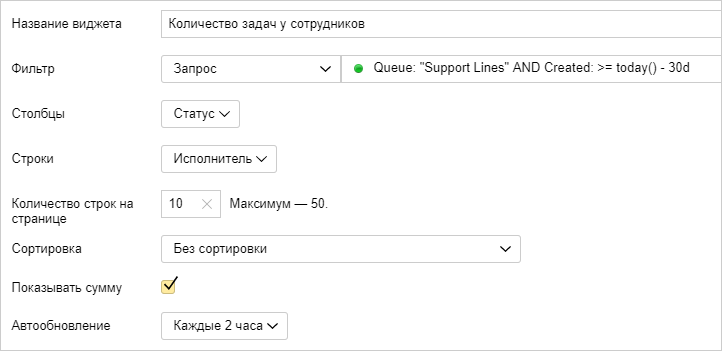 Название виджета Количество задач у сотрудников
Фильтр Запрос Queue: "Support Lines" AND Created: >= today() - 30d
Столбцы Статус
Строки Исполнитель
Количество строк на странице 10 Максимум — 50.
Сортировка Без сортировки
Показывать сумму
Автообновление Каждые 2 часа